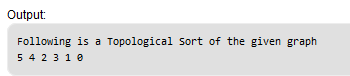 Output:
Following is a Topological Sort of the given graph
5 4 2 3 1 0